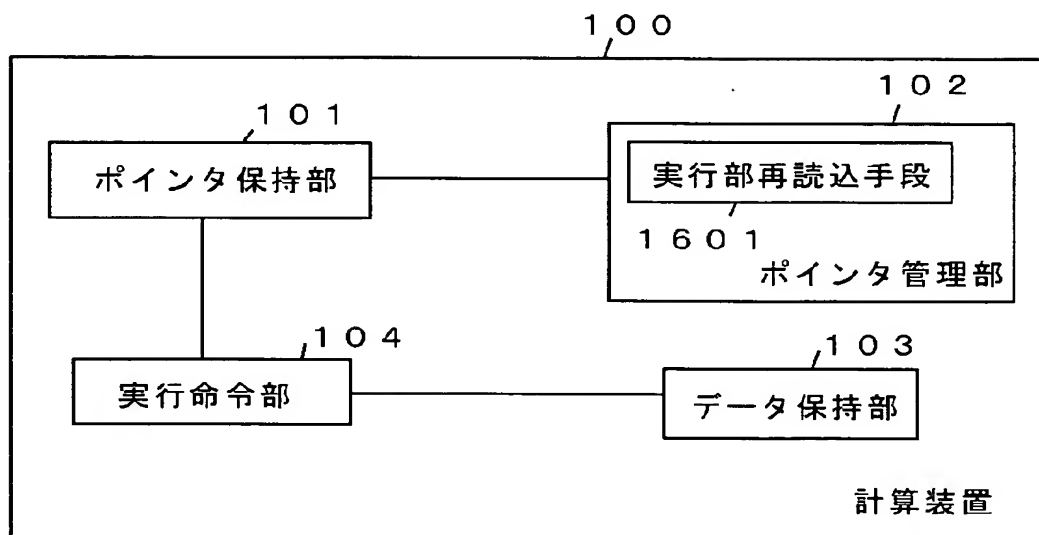 １００
１０１
１０２
ポインタ保持部
実行部再読込手段
１６０１
ポインタ管理部
１０４
１０３
実行命令部
データ保持部
計算装置